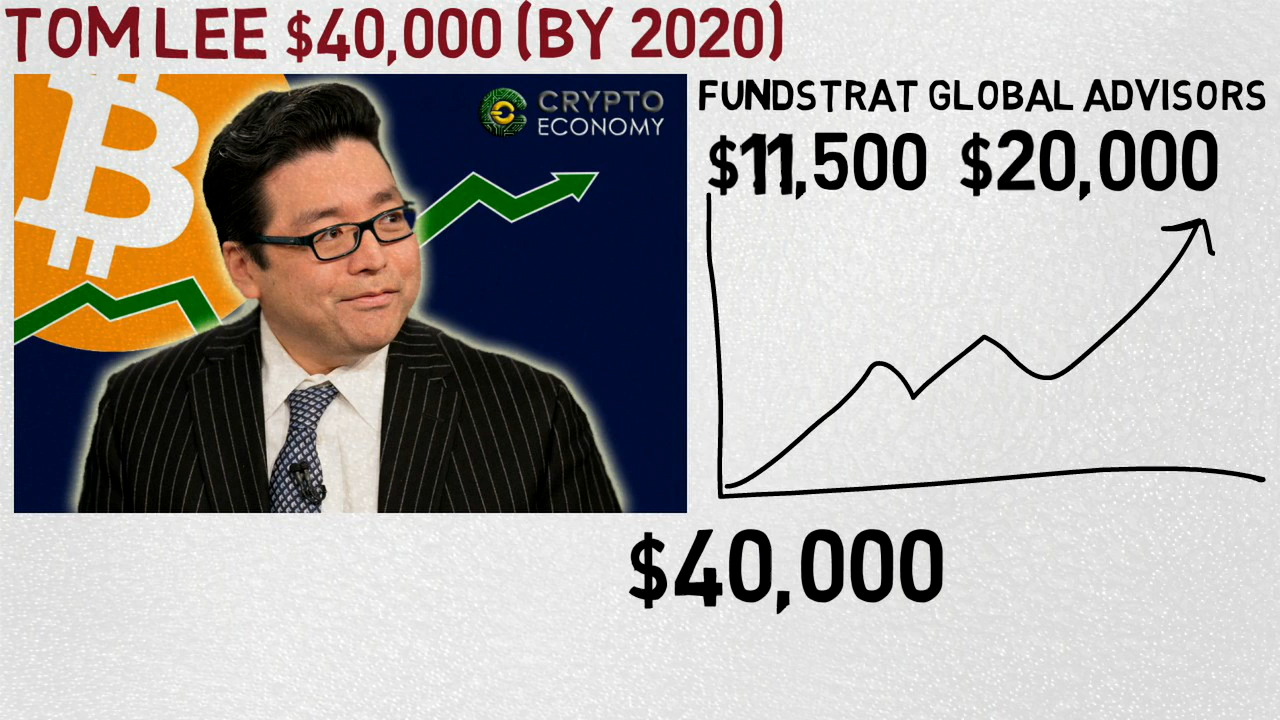 TOM LEE $40,000 (BY 2020)
CRYPTO
ECONOMY
FUNDSTRAT GLOBAL ADVISORS
$11,500 $20,000
$40,000